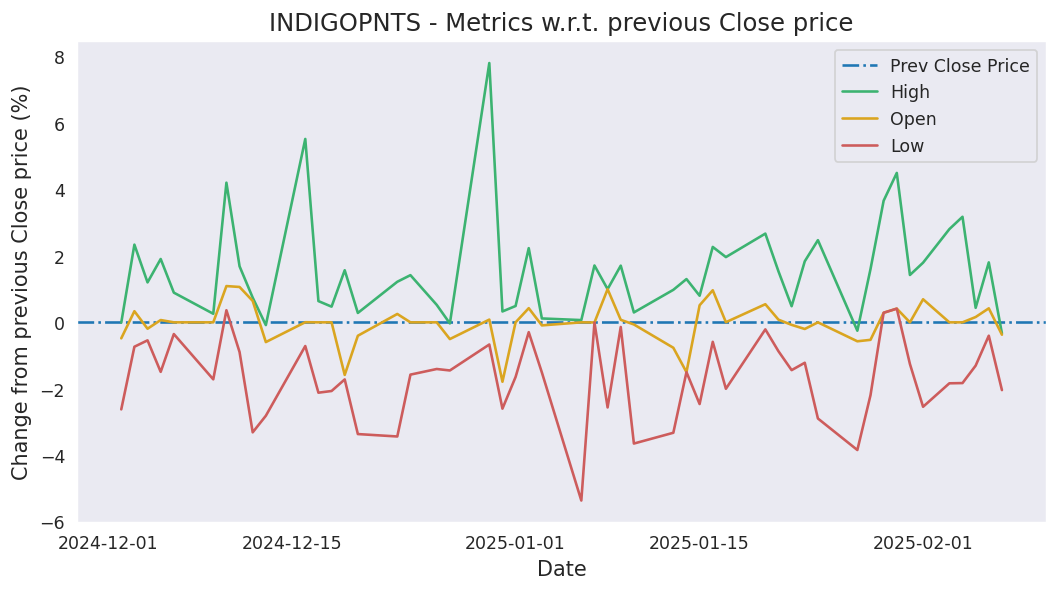 INDIGOPNTS - Metrics w.r.t. previous Close price
Change from previous Close price (%)
8
6
4
2
0
−2
−4
−6
Prev Close Price
High
Open
Low
2024-12-01
2024-12-15
2025-01-01
2025-01-15
2025-02-01
Date